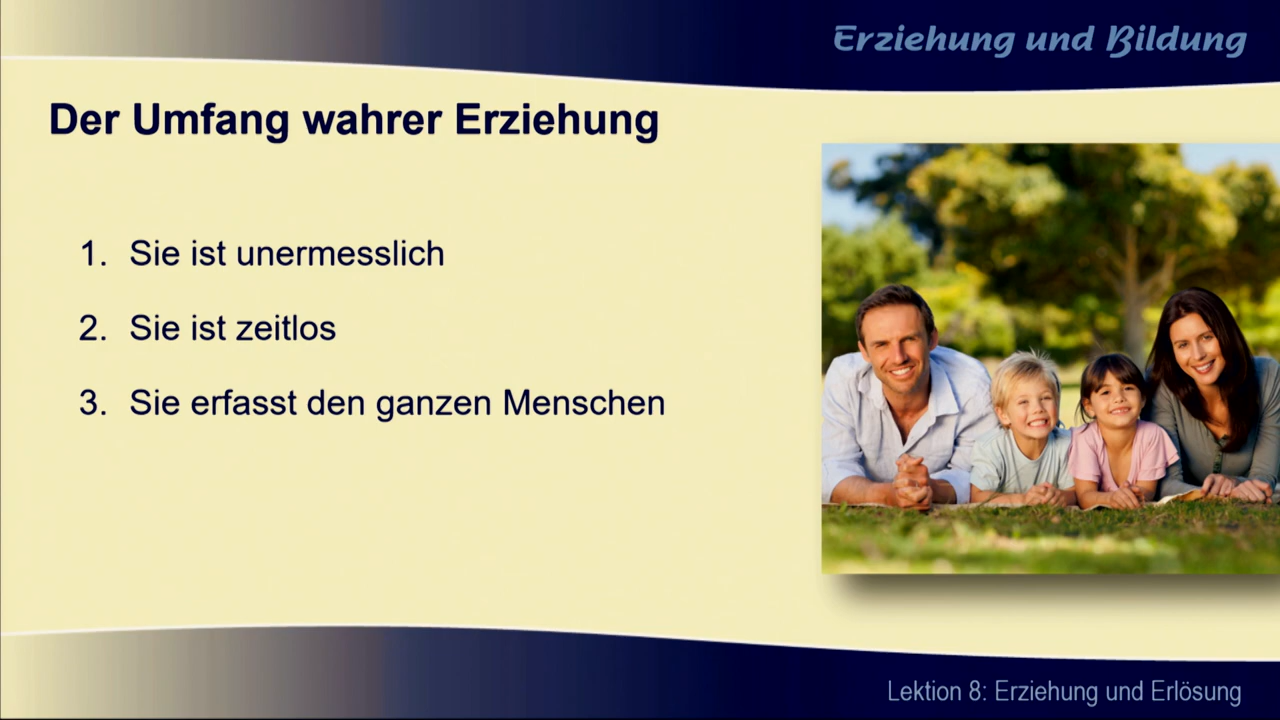 Erziehung und Bildung
Der Umfang wahrer Erziehung
1. Sie ist unermesslich
2. Sie ist zeitlos
3. Sie erfasst den ganzen Menschen
Lektion 8: Erziehung und Erlösung